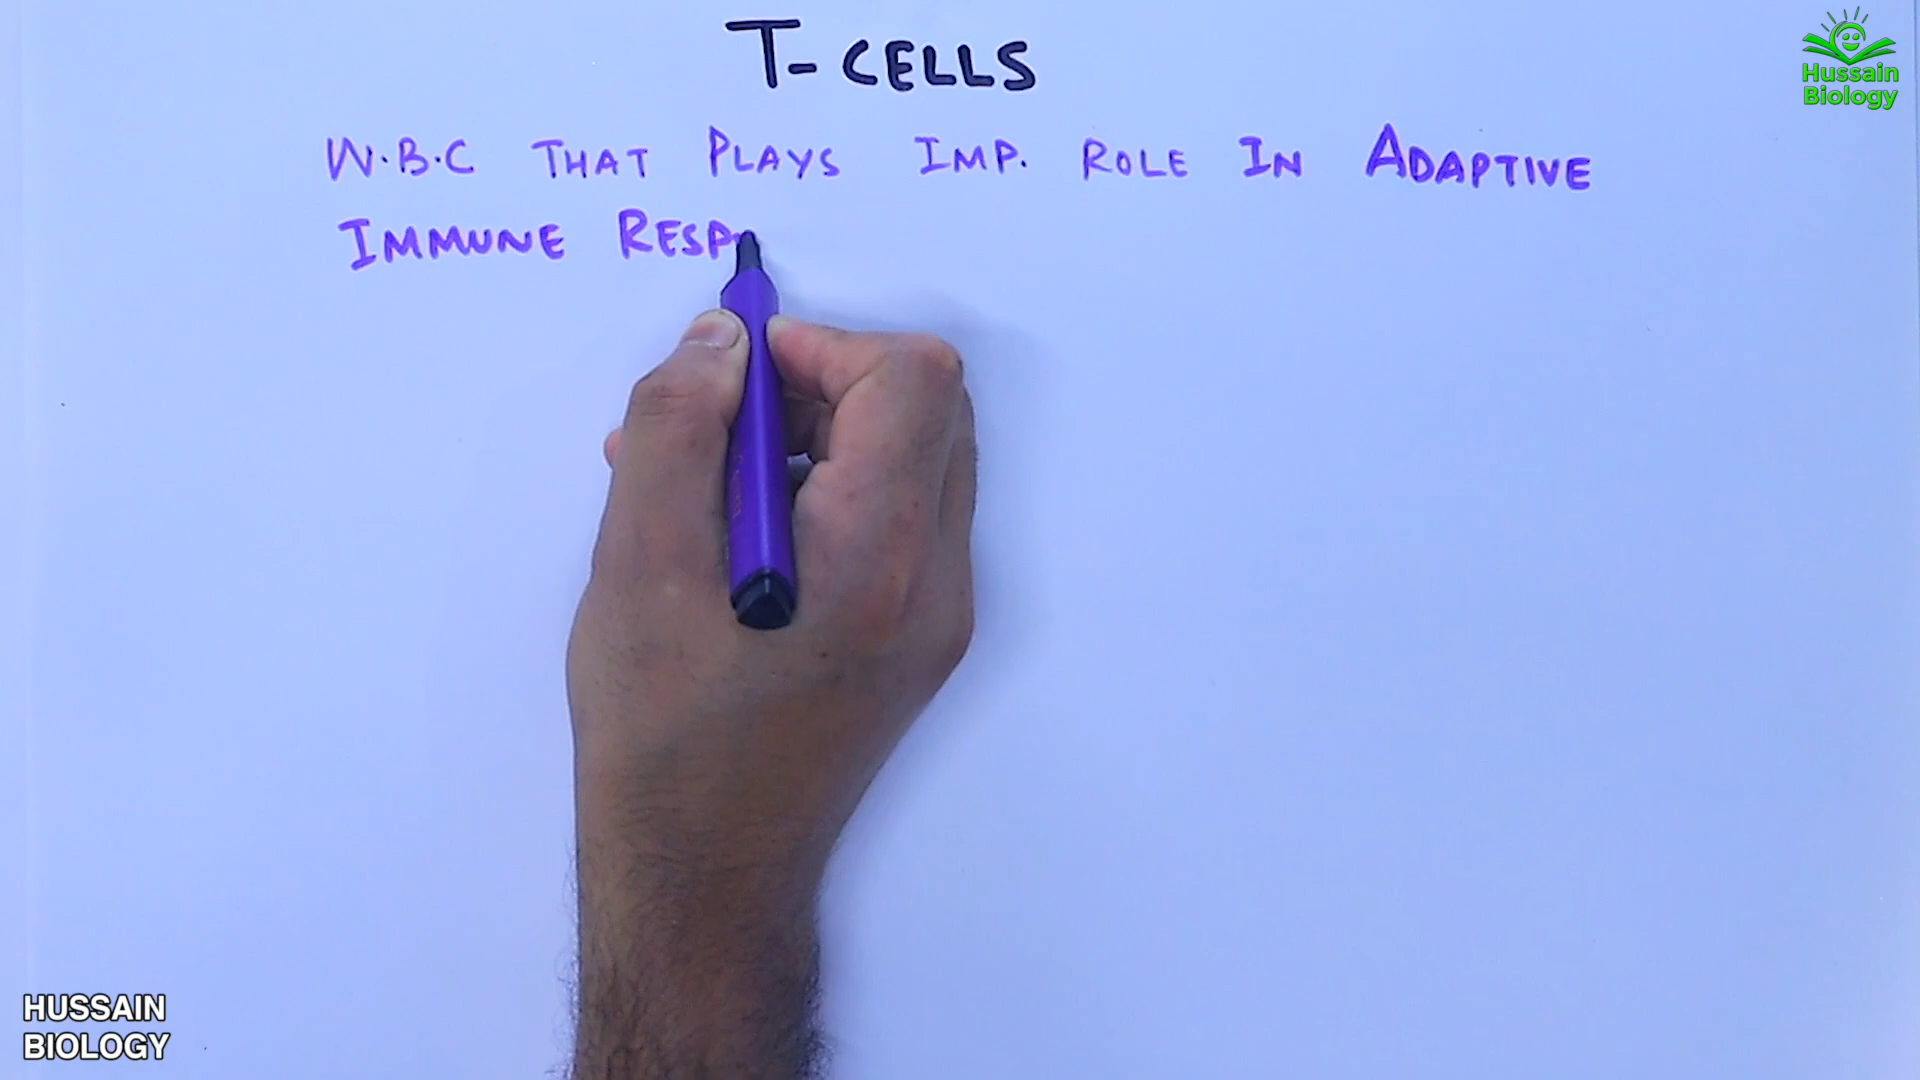 T-CELLS
Hussain
Biology
W.B.C THAT PLAYS IMP. ROLE IN ADAPTIVE
IMMUNE RESP
HUSSAIN
BIOLOGY